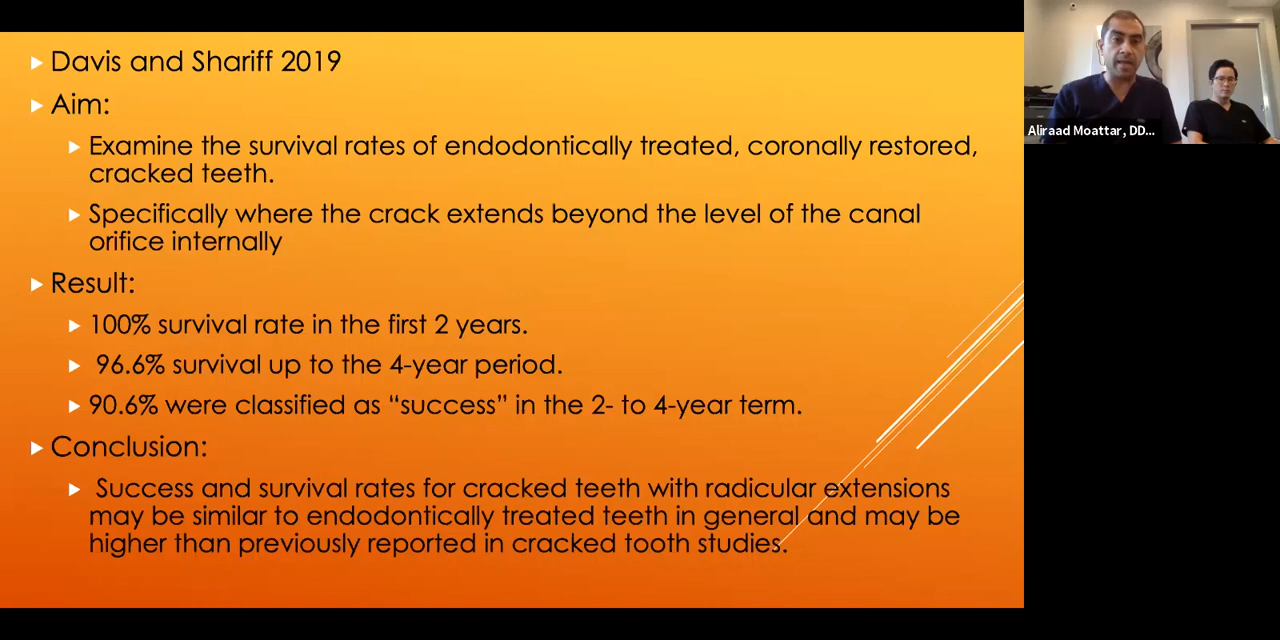 Davis and Shariff 2019
Aim:
Examine the survival rates of endodontically treated, coronally restored,
cracked teeth.
Specifically where the crack extends beyond the level of the canal
orifice internally
Result:
100% survival rate in the first 2 years.
96.6% survival up to the 4-year period.
90.6% were classified as “success” in the 2- to 4-year term.
Conclusion:
Success and survival rates for cracked teeth with radicular extensions
may be similar to endodontically treated teeth in general and may be
higher than previously reported in cracked tooth studies.
Aliraad Moattar, DD...